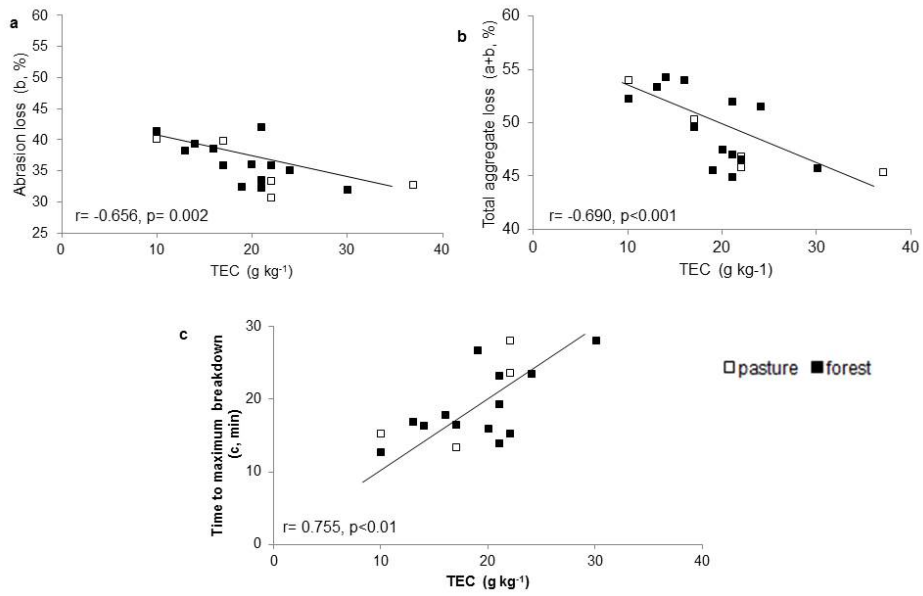 a
60
55
50
45
40
35
30
25
0
10
20
30
40
Abrasion loss (b, %)
r= -0.656, p= 0.002
TEC (g kg⁻¹)
b
60
55
50
45
40
0
10
20
30
40
Total aggregate loss (a+b, %)
r= -0.690, p<0.001
TEC (g kg-1)
c
30
20
10
0
10
20
30
40
Time to maximum breakdown
(c, min)
r= 0.755, p<0.01
TEC (g kg⁻¹)
pasture forest